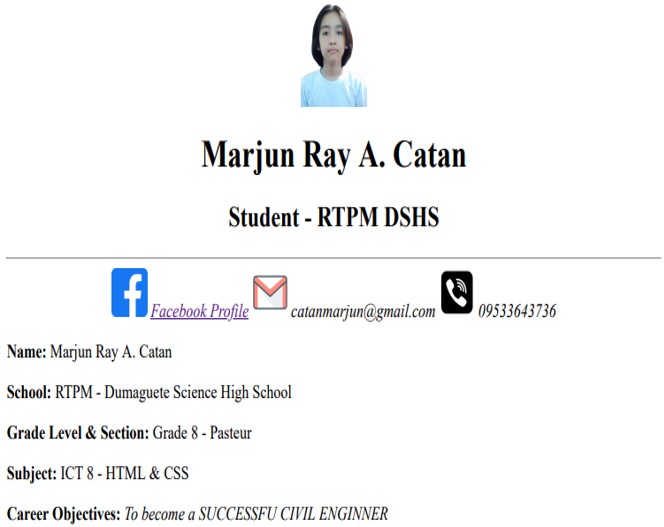 Marjun Ray A. Catan
Student - RTPM DSHS
Facebook Profile catanmarjun@gmail.com 09533643736
Name: Marjun Ray A. Catan
School: RTPM - Dumaguete Science High School
Grade Level & Section: Grade 8 - Pasteur
Subject: ICT 8 - HTML & CSS
Career Objectives: To become a SUCCESSFU CIVIL ENGINNER